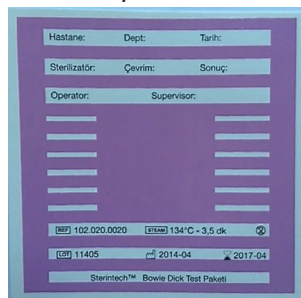 Hastane: Dept: Tarih:
Sterilizatör: Çevrim: Sonuç:
Operator: Supervisor:
REF 102.020.0020 STEAM 134°C - 3,5 dk
LOT 11405 2014-04 2017-04
Sterintech™ Bowie Dick Test Paketi